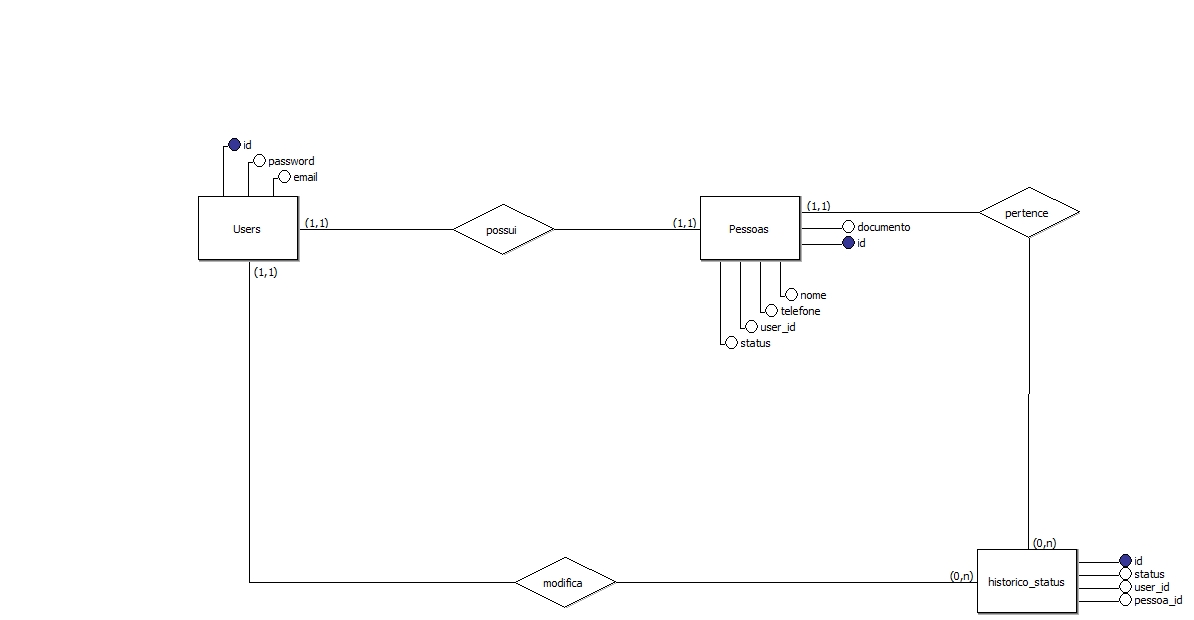 id
password
email
Users
(1,1)
possui
(1,1)
Pessoas
(1,1)
pertence
documento
id
(1,1)
nome
telefone
user_id
status
modifica
(0,n)
(0,n)
historico_status
id
status
user_id
pessoa_id